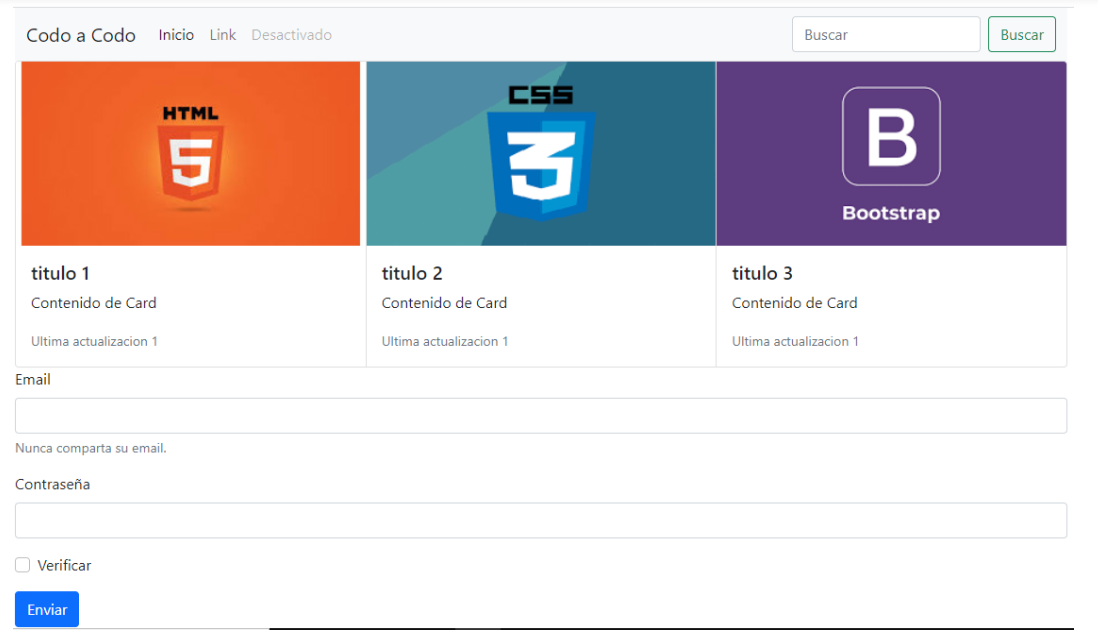 Codo a Codo Inicio Link Desactivado Buscar Buscar
HTML
5
CSS
3
B
Bootstrap
titulo 1
Contenido de Card
Ultima actualizacion 1
titulo 2
Contenido de Card
Ultima actualizacion 1
titulo 3
Contenido de Card
Ultima actualizacion 1
Email
Nunca comparta su email.
Contraseña
Verificar
Enviar